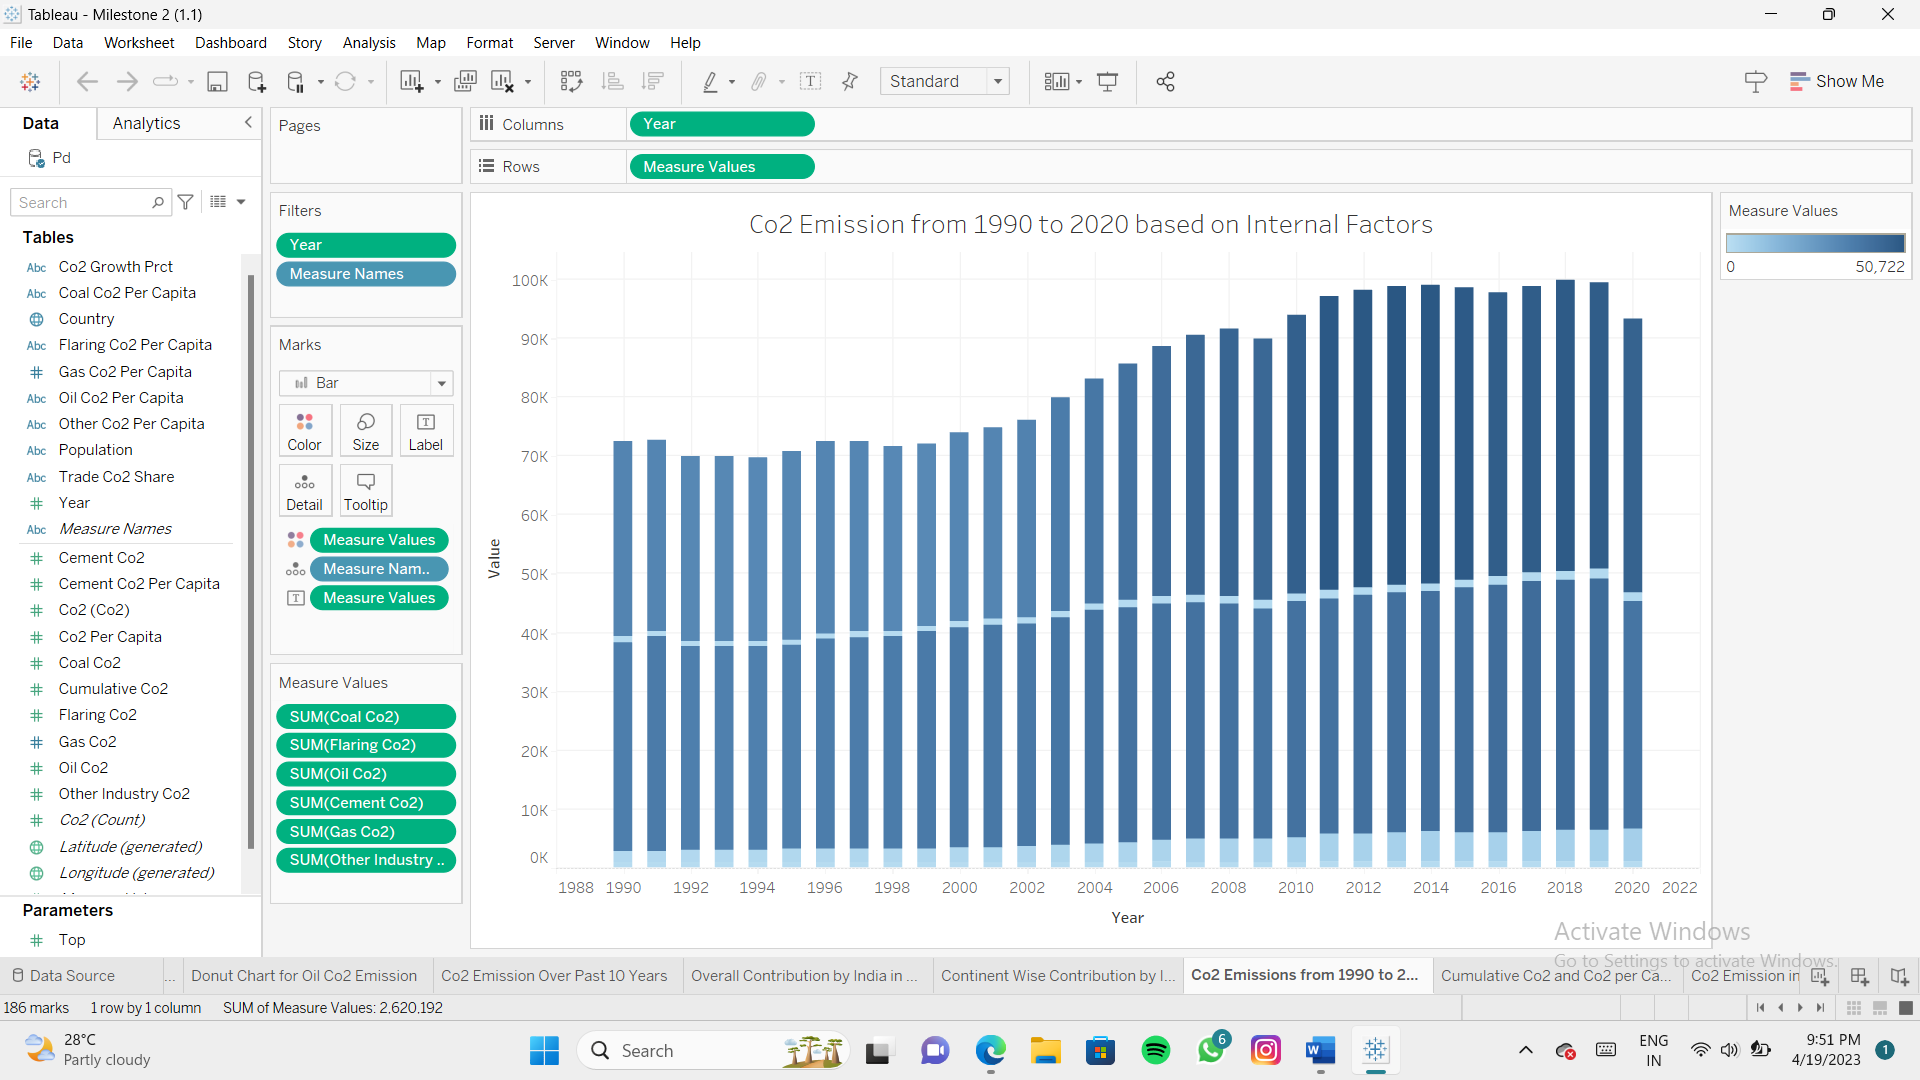 Tableau - Milestone 2 (1.1)
File Data Worksheet Dashboard Story Analysis Map Format Server Window Help
Standard
Show Me
Data
Analytics
Pd
Search
Tables
Abc Co2 Growth Prct
Abc Coal Co2 Per Capita
Country
Abc Flaring Co2 Per Capita
# Gas Co2 Per Capita
Abc Oil Co2 Per Capita
Abc Other Co2 Per Capita
Abc Population
Abc Trade Co2 Share
# Year
Abc Measure Names
# Cement Co2
# Cement Co2 Per Capita
# Co2 (Co2)
# Co2 Per Capita
# Coal Co2
# Cumulative Co2
# Flaring Co2
# Gas Co2
# Oil Co2
# Other Industry Co2
# Co2 (Count)
Latitude (generated)
Longitude (generated)
Parameters
# Top
Pages
Filters
Year
Measure Names
Marks
Bar
Color Size Label
Detail Tooltip
Measure Values
Measure Nam..
Measure Values
Measure Values
SUM(Coal Co2)
SUM(Flaring Co2)
SUM(Oil Co2)
SUM(Cement Co2)
SUM(Gas Co2)
SUM(Other Industry ..
Columns Year
Rows Measure Values
Co2 Emission from 1990 to 2020 based on Internal Factors
100K
90K
80K
70K
60K
50K
40K
30K
20K
10K
0K
Value
1988 1990 1992 1994 1996 1998 2000 2002 2004 2006 2008 2010 2012 2014 2016 2018 2020 2022
Year
Measure Values
0 50,722
Activate Windows
Go to Settings to activate Windows.
Data Source ... Donut Chart for Oil Co2 Emission Co2 Emission Over Past 10 Years Overall Contribution by India in ... Continent Wise Contribution by I... Co2 Emissions from 1990 to 2... Cumulative Co2 and Co2 per Ca... Co2 Emission in
186 marks 1 row by 1 column SUM of Measure Values: 2,620,192
28°C
Partly cloudy
Search
6
ENG
IN
9:51 PM
4/19/2023
1